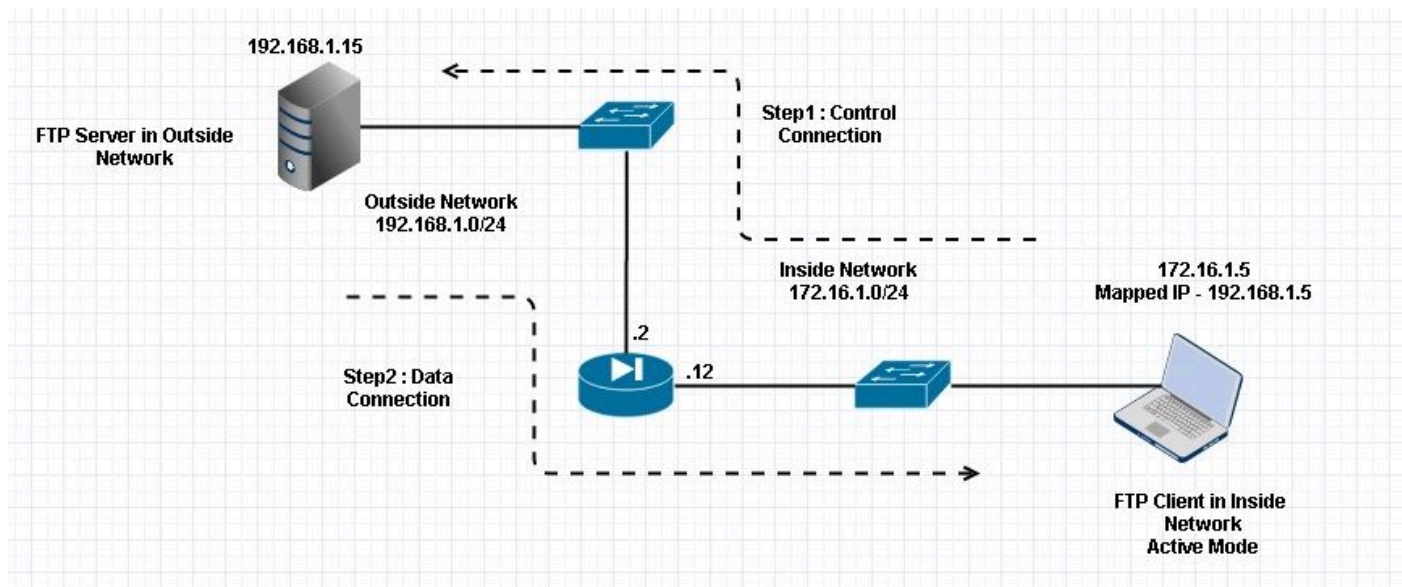 192.168.1.15
FTP Server in Outside
Network
Step1 : Control
Connection
Outside Network
192.168.1.0/24
Inside Network
172.16.1.0/24
172.16.1.5
Mapped IP - 192.168.1.5
.2
.12
Step2 : Data
Connection
FTP Client in Inside
Network
Active Mode